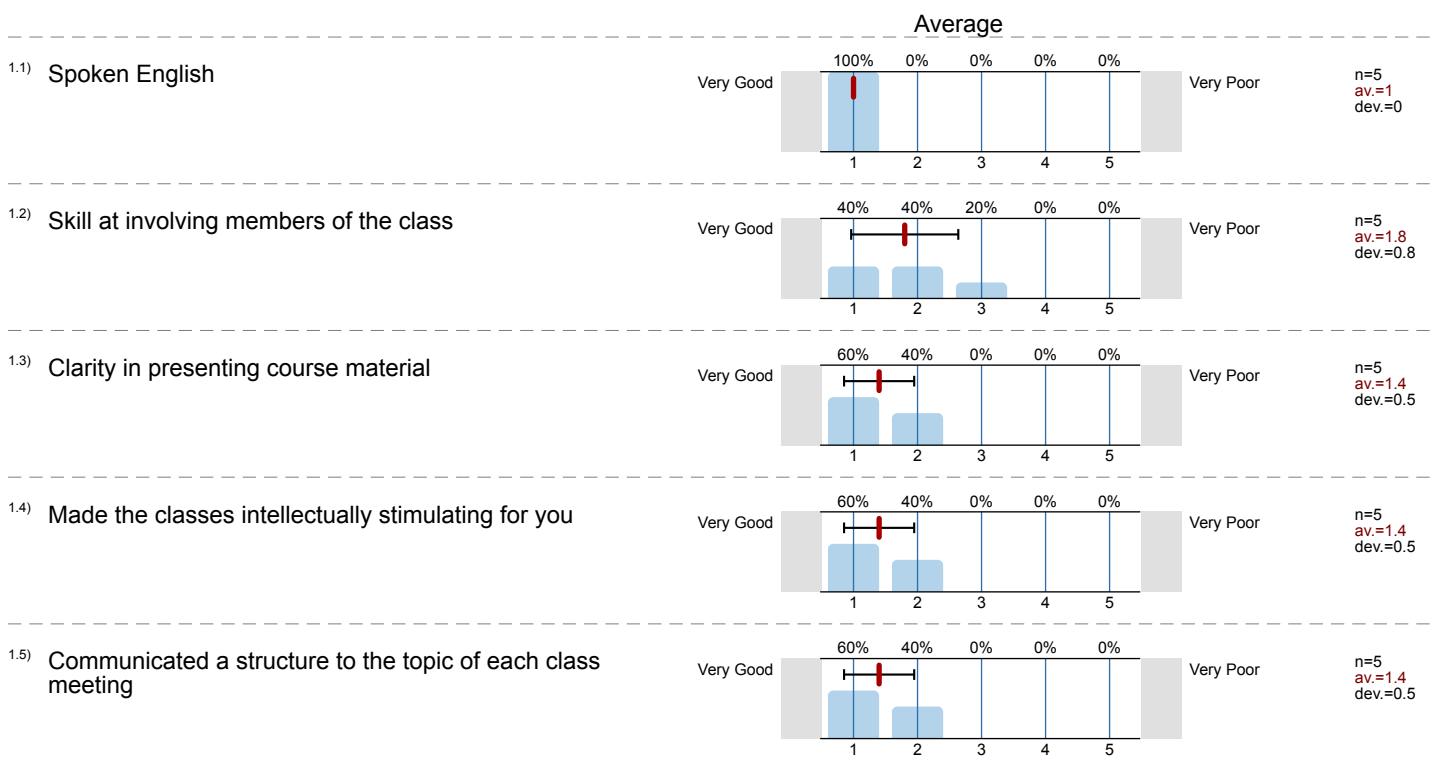 Average
1.1) Spoken English
100% 0% 0% 0% 0%
Very Good
Very Poor
1 2 3 4 5
n=5
av.=1
dev.=0
1.2) Skill at involving members of the class
40% 40% 20% 0% 0%
Very Good
Very Poor
1 2 3 4 5
n=5
av.=1.8
dev.=0.8
1.3) Clarity in presenting course material
60% 40% 0% 0% 0%
Very Good
Very Poor
1 2 3 4 5
n=5
av.=1.4
dev.=0.5
1.4) Made the classes intellectually stimulating for you
60% 40% 0% 0% 0%
Very Good
Very Poor
1 2 3 4 5
n=5
av.=1.4
dev.=0.5
1.5) Communicated a structure to the topic of each class
meeting
60% 40% 0% 0% 0%
Very Good
Very Poor
1 2 3 4 5
n=5
av.=1.4
dev.=0.5